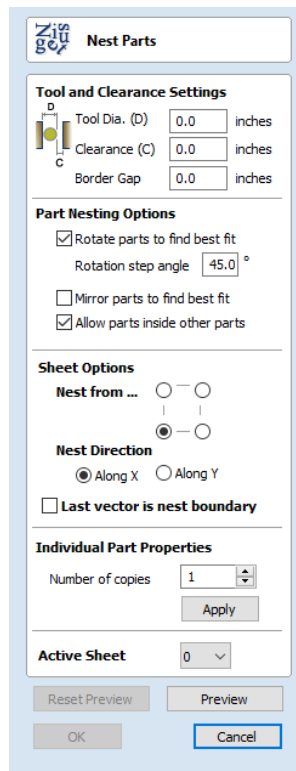 Nest Parts
Tool and Clearance Settings
D
Tool Dia. (D) 0.0 inches
Clearance (C) 0.0 inches
C
Border Gap 0.0 inches
Part Nesting Options
Rotate parts to find best fit
Rotation step angle 45.0 °
Mirror parts to find best fit
Allow parts inside other parts
Sheet Options
Nest from ...
Nest Direction
Along X Along Y
Last vector is nest boundary
Individual Part Properties
Number of copies 1
Apply
Active Sheet 0
Reset Preview Preview
OK Cancel